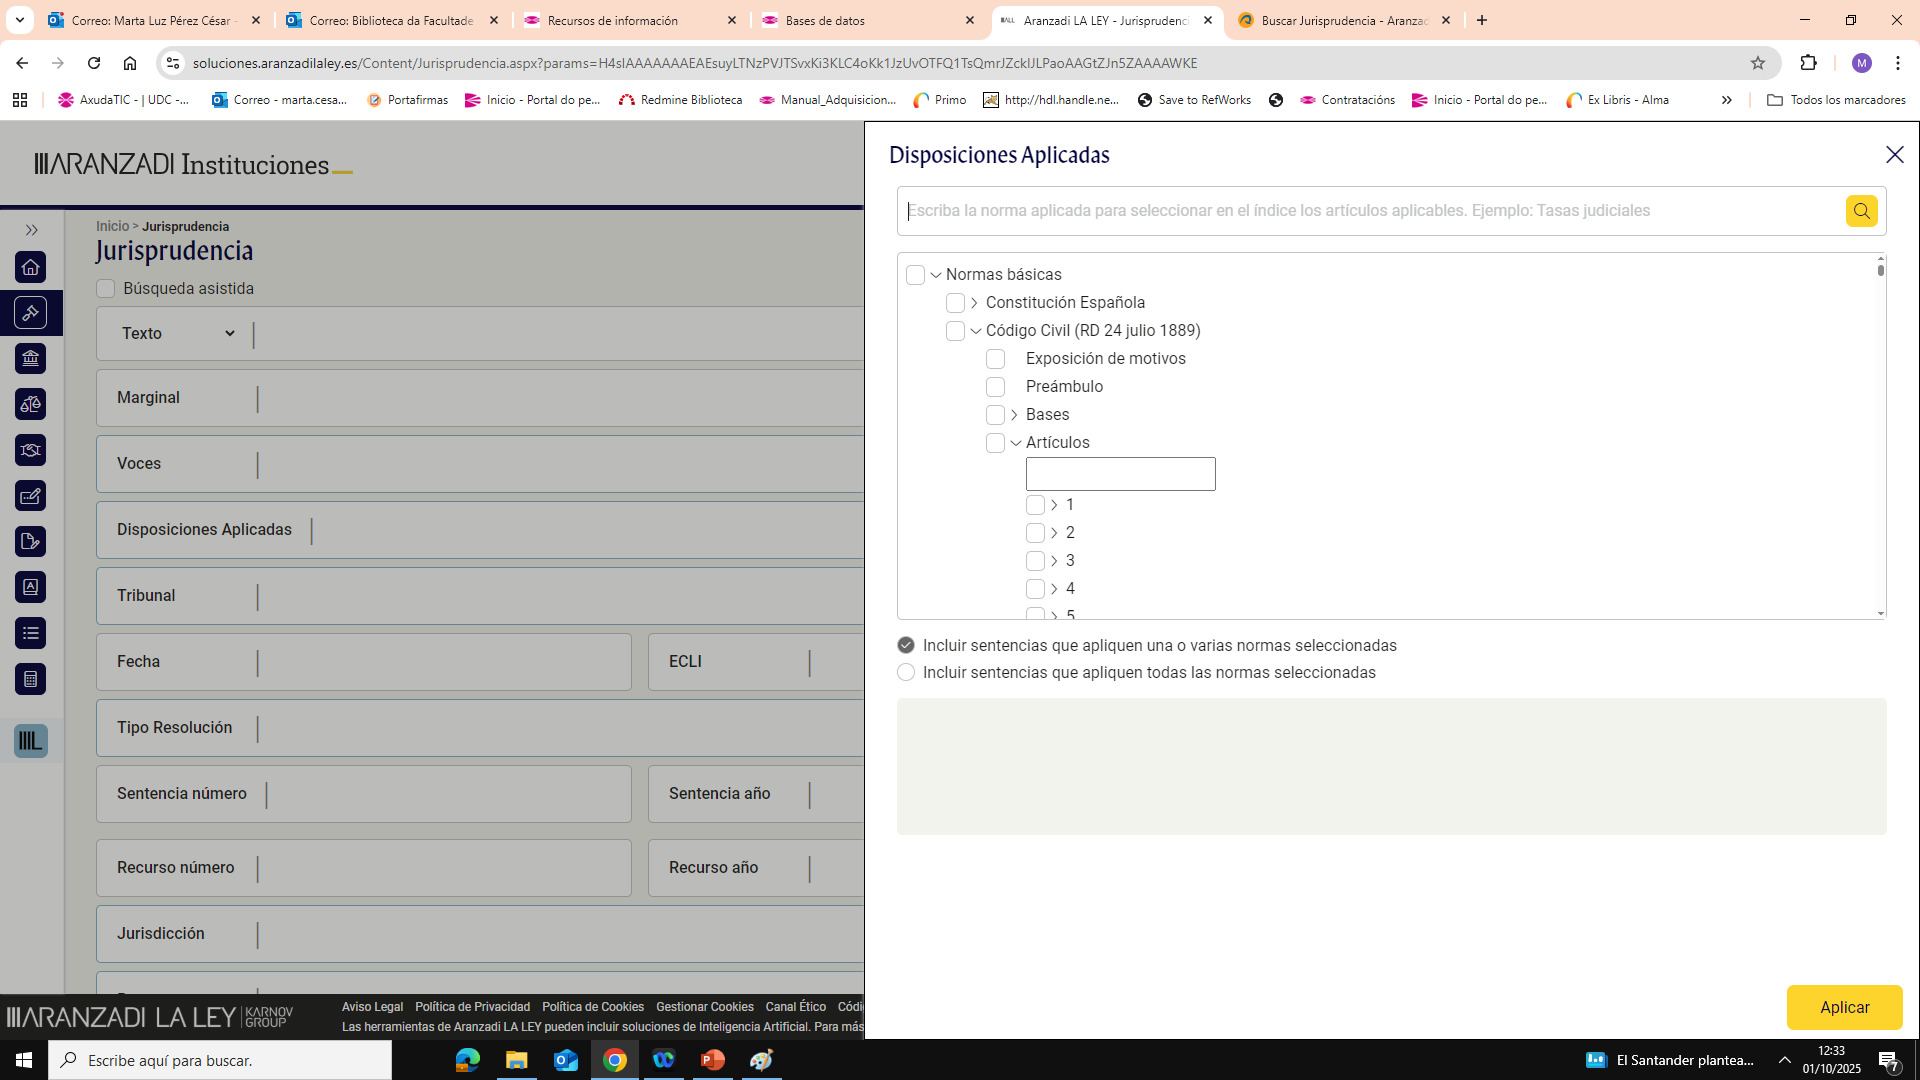 Correo: Marta Luz Pérez César -
Correo: Biblioteca da Facultade
Recursos de información
Bases de datos
Aranzadi LA LEY - Jurisprudenci
Buscar Jurisprudencia - Aranzad
soluciones.aranzadilaley.es/Content/Jurisprudencia.aspx?params=H4sIAAAAAAAEAEsuyLTNzPVJTSvxKi3KLC4oKk1JzUvOTFQ1TsQmrJZckIJLPaoAAGtZJn5ZAAAAWKE
M
AxudaTIC - | UDC -...
Correo - marta.cesa...
Portafirmas
Inicio - Portal do pe...
Redmine Biblioteca
Manual_Adquisicion...
Primo
http://hdl.handle.ne...
Save to RefWorks
Contratacións
Inicio - Portal do pe...
Ex Libris - Alma
Todos los marcadores
ARANZADI Instituciones
Inicio > Jurisprudencia
Jurisprudencia
Búsqueda asistida
Texto
Marginal
Voces
Disposiciones Aplicadas
Tribunal
Fecha
ECLI
Tipo Resolución
Sentencia número
Sentencia año
Recurso número
Recurso año
Jurisdicción
Disposiciones Aplicadas
Escriba la norma aplicada para seleccionar en el índice los artículos aplicables. Ejemplo: Tasas judiciales
Normas básicas
Constitución Española
Código Civil (RD 24 julio 1889)
Exposición de motivos
Preámbulo
Bases
Artículos
1
2
3
4
5
Incluir sentencias que apliquen una o varias normas seleccionadas
Incluir sentencias que apliquen todas las normas seleccionadas
Aplicar
ARANZADI LA LEY | KARNOV GROUP
Aviso Legal Política de Privacidad Política de Cookies Gestionar Cookies Canal Ético Códi
Las herramientas de Aranzadi LA LEY pueden incluir soluciones de Inteligencia Artificial. Para más
Escribe aquí para buscar.
El Santander plantea...
12:33
01/10/2025
7